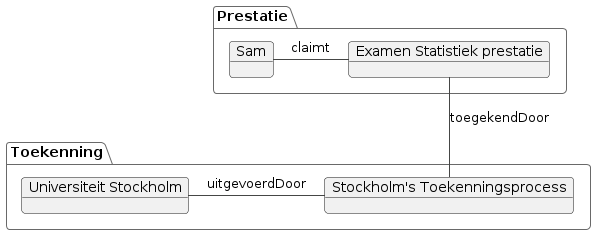 Prestatie
Sam
claimt
Examen Statistiek prestatie
toegekendDoor
Toekenning
Universiteit Stockholm
uitgevoerdDoor
Stockholm's Toekenningsprocess